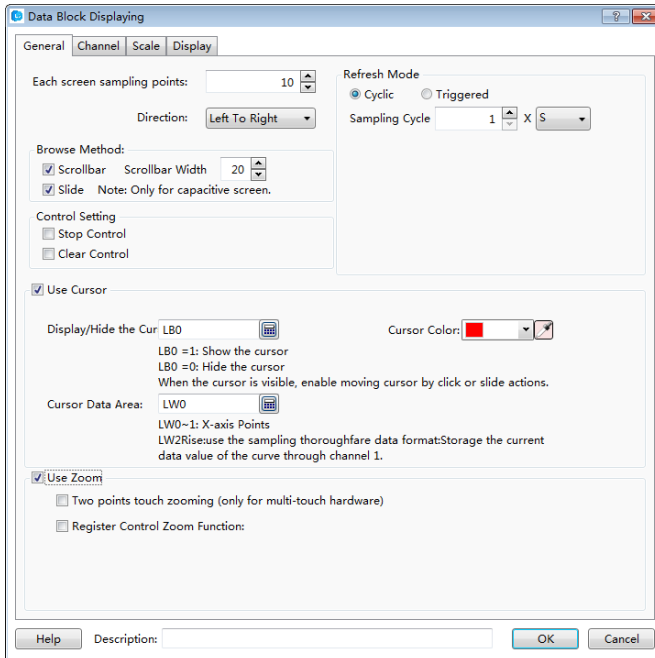 Data Block Displaying
General Channel Scale Display
Each screen sampling points: 10
Direction: Left To Right
Browse Method:
Scrollbar Scrollbar Width 20
Slide Note: Only for capacitive screen.
Control Setting
Stop Control
Clear Control
Refresh Mode
Cyclic Triggered
Sampling Cycle 1 X S
Use Cursor
Display/Hide the Cur LB0 Cursor Color:
LB0 =1: Show the cursor
LB0 =0: Hide the cursor
When the cursor is visible, enable moving cursor by click or slide actions.
Cursor Data Area: LW0
LW0~1: X-axis Points
LW2Rise:use the sampling thoroughfare data format:Storage the current
data value of the curve through channel 1.
Use Zoom
Two points touch zooming (only for multi-touch hardware)
Register Control Zoom Function:
Help Description: OK Cancel